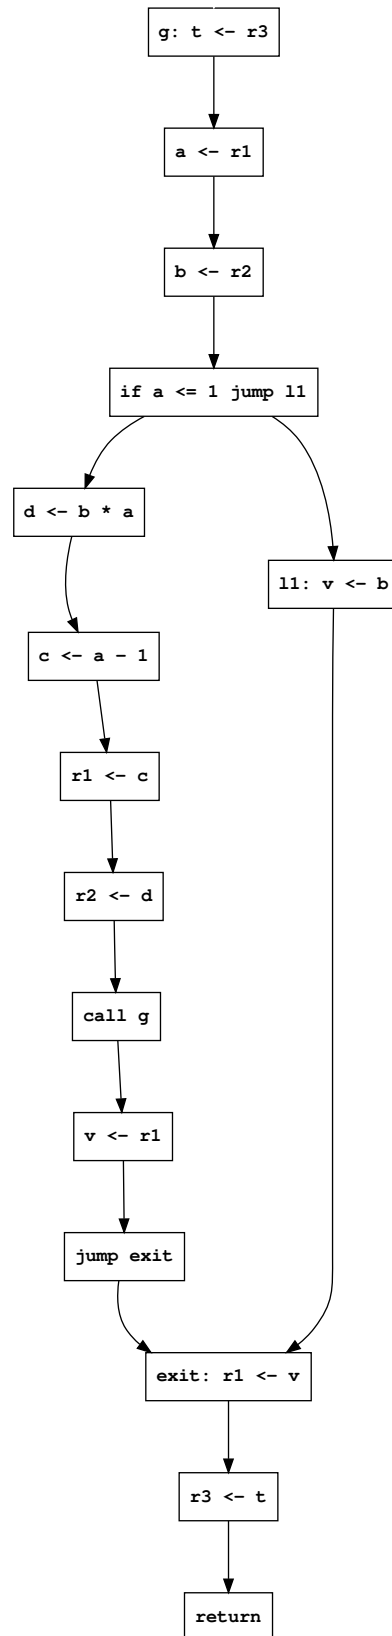 g: t <- r3
a <- r1
b <- r2
if a <= 1 jump l1
d <- b * a
l1: v <- b
c <- a - 1
r1 <- c
r2 <- d
call g
v <- r1
jump exit
exit: r1 <- v
r3 <- t
return